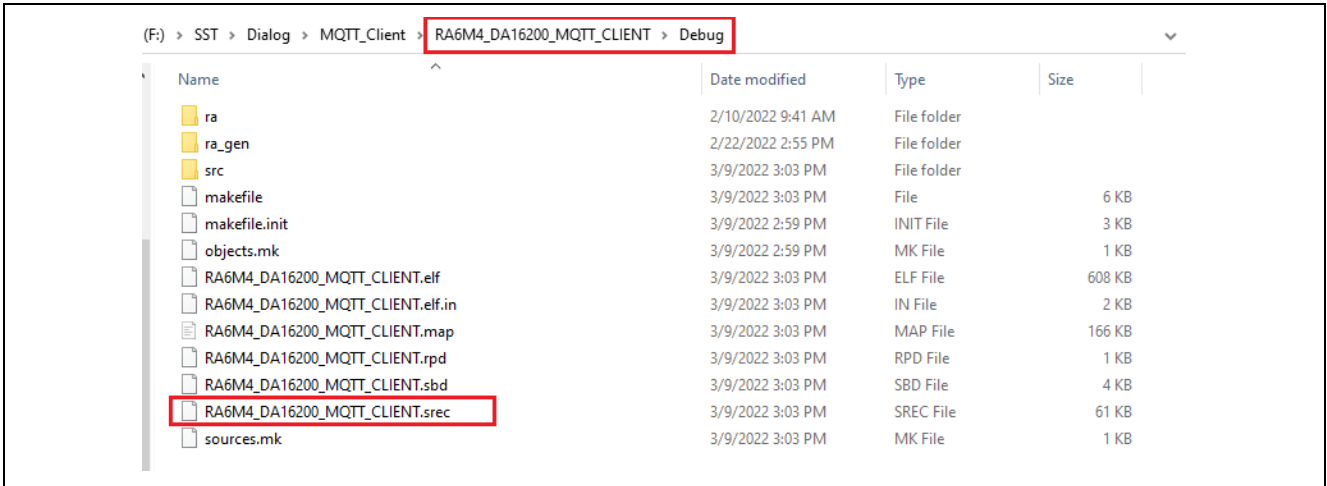 (F:) > SST > Dialog > MQTT_Client > RA6M4_DA16200_MQTT_CLIENT > Debug
Name Date modified Type Size
ra 2/10/2022 9:41 AM File folder
ra_gen 2/22/2022 2:55 PM File folder
src 3/9/2022 3:03 PM File folder
makefile 3/9/2022 3:03 PM File 6 KB
makefile.init 3/9/2022 2:59 PM INIT File 3 KB
objects.mk 3/9/2022 2:59 PM MK File 1 KB
RA6M4_DA16200_MQTT_CLIENT.elf 3/9/2022 3:03 PM ELF File 608 KB
RA6M4_DA16200_MQTT_CLIENT.elf.in 3/9/2022 3:03 PM IN File 2 KB
RA6M4_DA16200_MQTT_CLIENT.map 3/9/2022 3:03 PM MAP File 166 KB
RA6M4_DA16200_MQTT_CLIENT.rpd 3/9/2022 3:03 PM RPD File 1 KB
RA6M4_DA16200_MQTT_CLIENT.sbd 3/9/2022 3:03 PM SBD File 4 KB
RA6M4_DA16200_MQTT_CLIENT.srec 3/9/2022 3:03 PM SREC File 61 KB
sources.mk 3/9/2022 3:03 PM MK File 1 KB